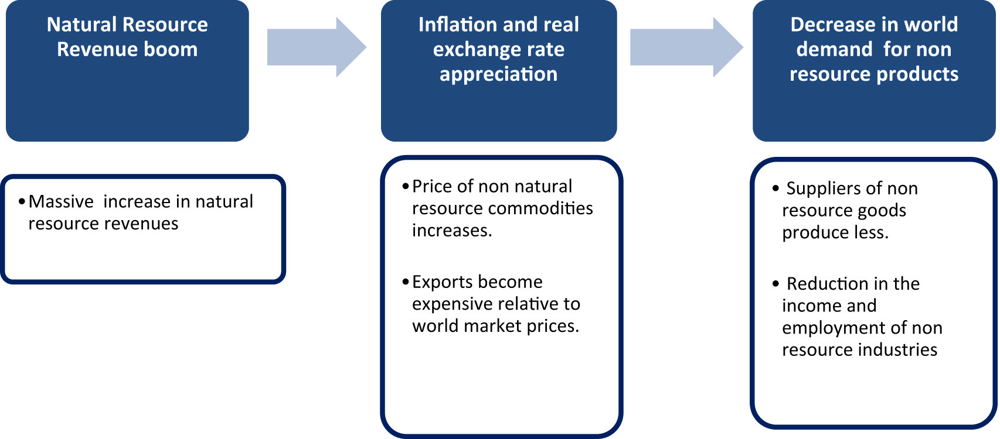 Natural Resource
Revenue boom
Inflation and real
exchange rate
appreciation
Decrease in world
demand  for non
resource products
•Massive  increase in natural
resource revenues
•Price of non natural
resource commodities
increases.
•Exports become
expensive relative to
world market prices.
• Suppliers of non
resource goods
produce less.
• Reduction in the
income and
employment of non
resource industries